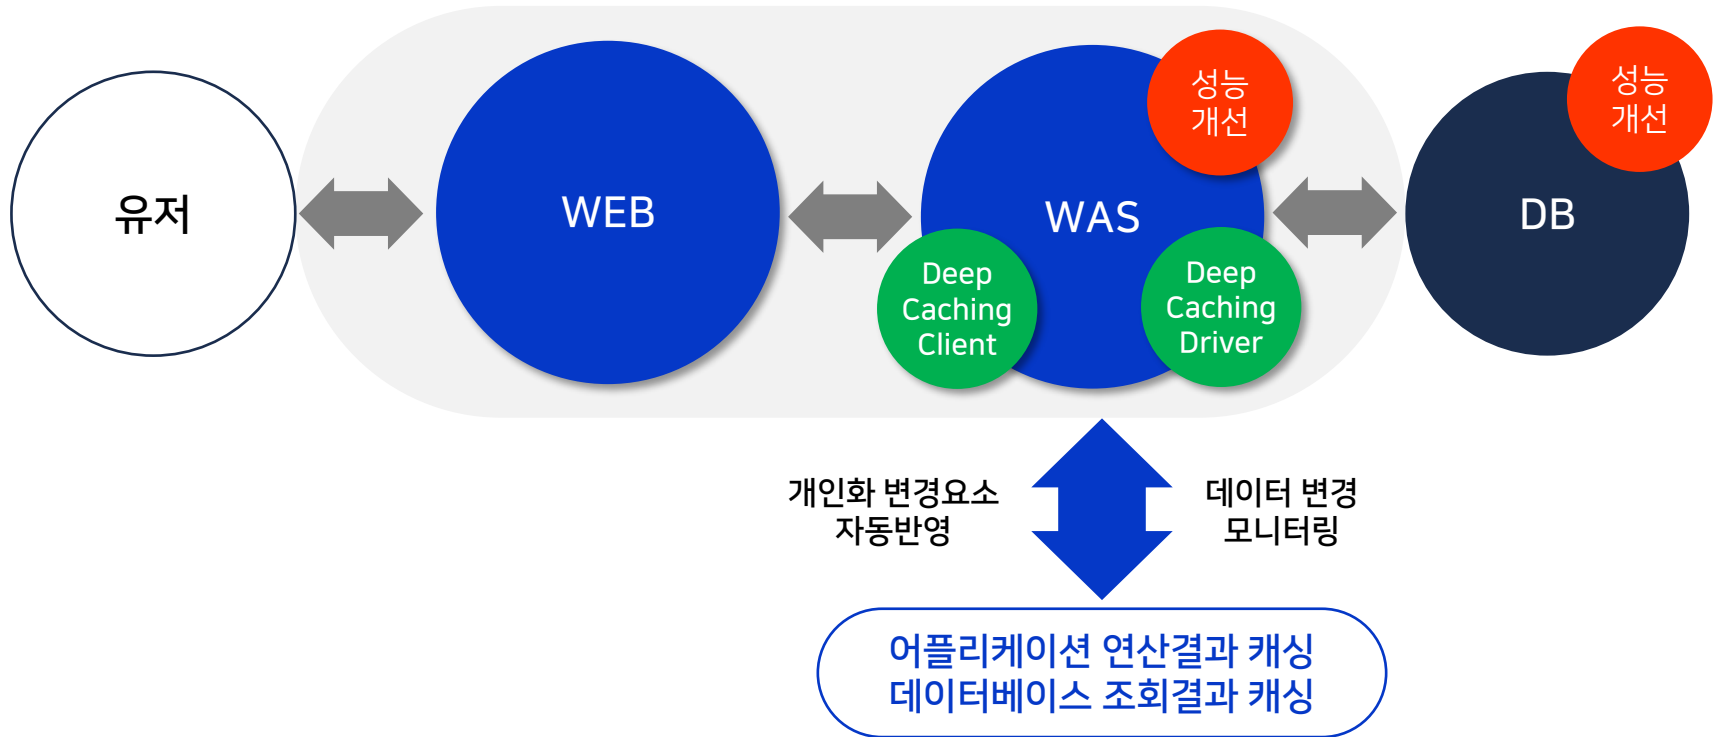 유저
WEB
WAS
성능
개선
Deep
Caching
Client
Deep
Caching
Driver
DB
성능
개선
개인화 변경요소
자동반영
데이터 변경
모니터링
어플리케이션 연산결과 캐싱
데이터베이스 조회결과 캐싱